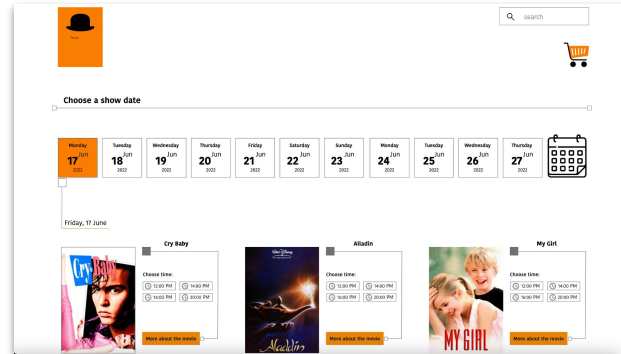 search
Choose a show date
Monday Tuesday Wednesday Thursday Friday Saturday Sunday Monday Tuesday Wednesday Thursday
17 Jun 18 Jun 19 Jun 20 Jun 21 Jun 22 Jun 23 Jun 24 Jun 25 Jun 26 Jun 27 Jun
2022 2022 2022 2022 2022 2022 2022 2022 2022 2022 2022
Friday, 17 June
Cry Baby
Cry-Baby
Choose time:
12:00 PM 14:00 PM
16:00 PM 20:00 PM
More about the movie
Alladin
Walt Disney
Aladdin
Choose time:
12:00 PM 14:00 PM
16:00 PM 20:00 PM
More about the movie
My Girl
MY GIRL
Choose time:
12:00 PM 14:00 PM
16:00 PM 20:00 PM
More about the movie